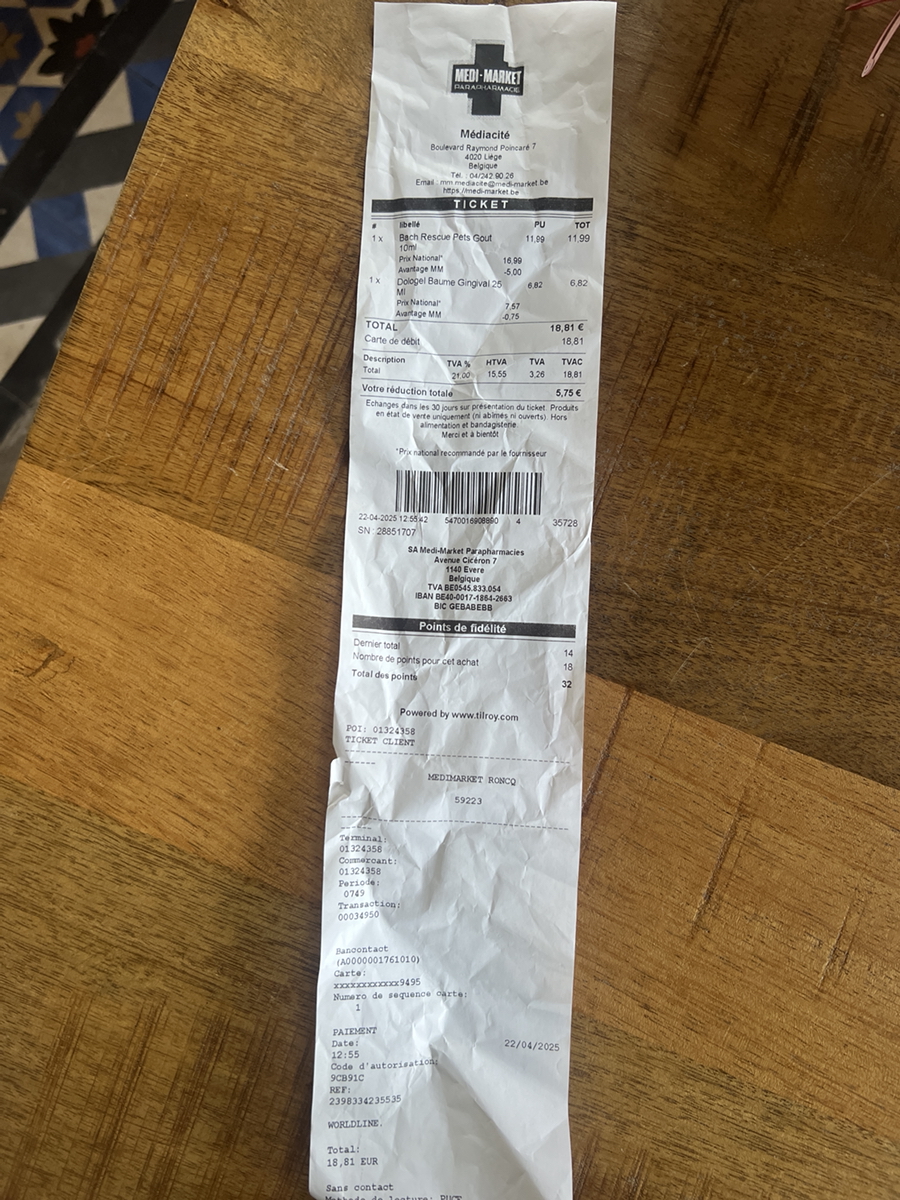 MEDI-MARKET
PARAPHARMACIE
Médiacité
Boulevard Raymond Poincaré 7
4020 Liège
Belgique
Tél. : 04/242.90.26
Email : mm.mediacite@medi-market.be
https://medi-market.be
TICKET
# libellé PU TOT
1 x Bach Rescue Pets Gout 11,99 11,99
10ml
Prix National* 16,99
Avantage MM -5,00
1 x Dologel Baume Gingival 25 6,82 6,82
Ml
Prix National* 7,57
Avantage MM -0,75
TOTAL 18,81 €
Carte de débit 18,81
Description TVA % HTVA TVA TVAC
Total 21,00 15,55 3,26 18,81
Votre réduction totale 5,75 €
Echanges dans les 30 jours sur présentation du ticket. Produits
en état de vente uniquement (ni abîmés ni ouverts). Hors
alimentation et bandagisterie.
Merci et à bientôt
*Prix national recommandé par le fournisseur
22-04-2025 12:55:42 5470016908890 4 35728
SN : 28851707
SA Medi-Market Parapharmacies
Avenue Cicéron 7
1140 Evere
Belgique
TVA BE0545.833.054
IBAN BE40-0017-1864-2663
BIC GEBABEBB
Points de fidélité
Dernier total 14
Nombre de points pour cet achat 18
Total des points 32
Powered by www.tilroy.com
POI: 01324358
TICKET CLIENT
MEDIMARKET RONCQ
59223
Terminal:
01324358
Commercant:
01324358
Periode:
0749
Transaction:
00034950
Bancontact
(A0000001761010)
Carte:
xxxxxxxxxxxx9495
Numero de sequence carte:
1
PAIEMENT
Date: 22/04/2025
12:55
Code d'autorisation:
9CB91C
REF:
2398334235535
WORLDLINE.
Total:
18,81 EUR
Sans contact
Methode de lecture: PUCE